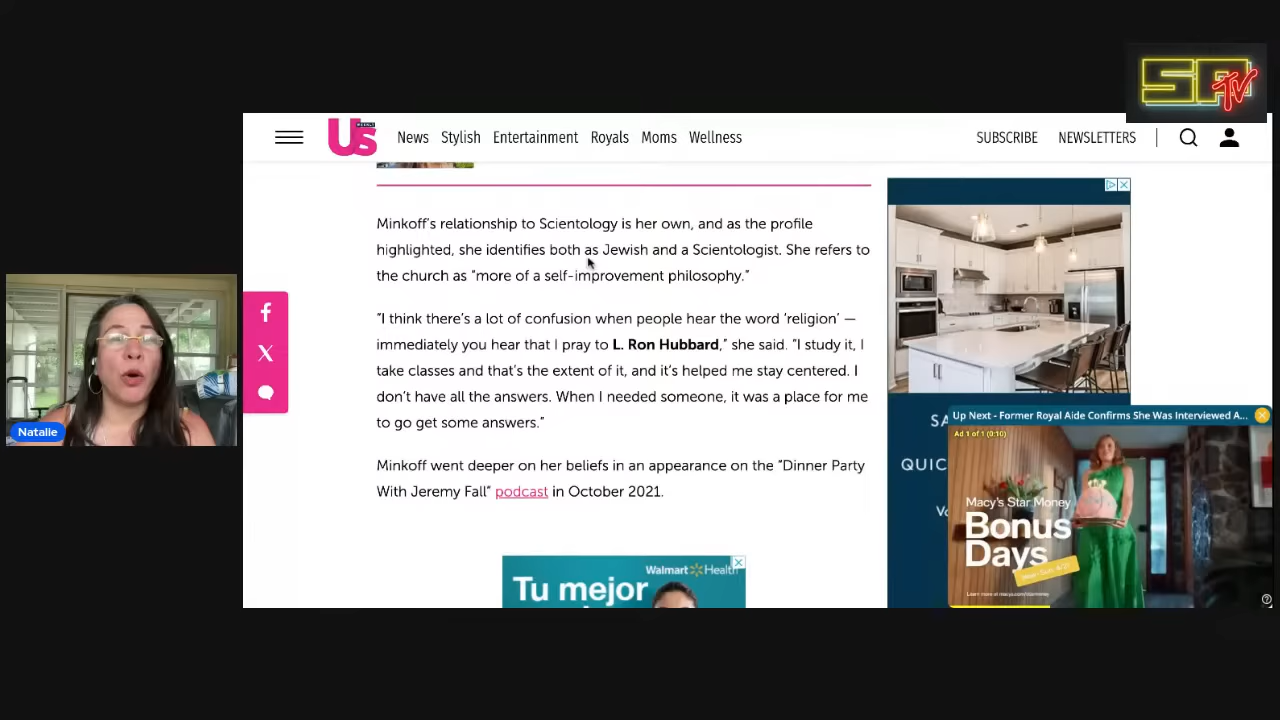 SPTV
US WEEKLY
News Stylish Entertainment Royals Moms Wellness
SUBSCRIBE NEWSLETTERS
Minkoff's relationship to Scientology is her own, and as the profile
highlighted, she identifies both as Jewish and a Scientologist. She refers to
the church as "more of a self-improvement philosophy."
"I think there's a lot of confusion when people hear the word 'religion' —
immediately you hear that I pray to L. Ron Hubbard," she said. "I study it, I
take classes and that's the extent of it, and it's helped me stay centered. I
don't have all the answers. When I needed someone, it was a place for me
to go get some answers."
Minkoff went deeper on her beliefs in an appearance on the "Dinner Party
With Jeremy Fall" podcast in October 2021.
Natalie
SA
QUIC
Up Next - Former Royal Aide Confirms She Was Interviewed A...
Ad 1 of 1 (0:10)
Macy's Star Money
Bonus
Days
Walmart Health
Tu mejor